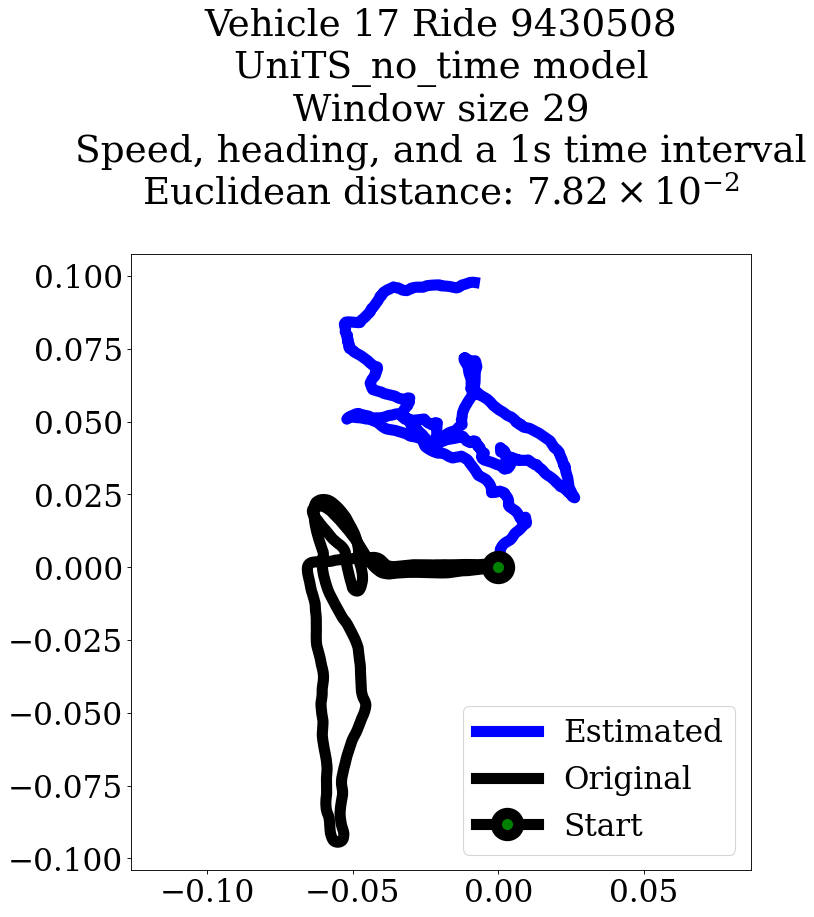 Vehicle 17 Ride 9430508
UniTS_no_time model
Window size 29
Speed, heading, and a 1s time interval
Euclidean distance: 7.82 × 10⁻²
0.100
0.075
0.050
0.025
0.000
−0.025
−0.050
−0.075
−0.100
Estimated
Original
Start
−0.10 −0.05 0.00 0.05